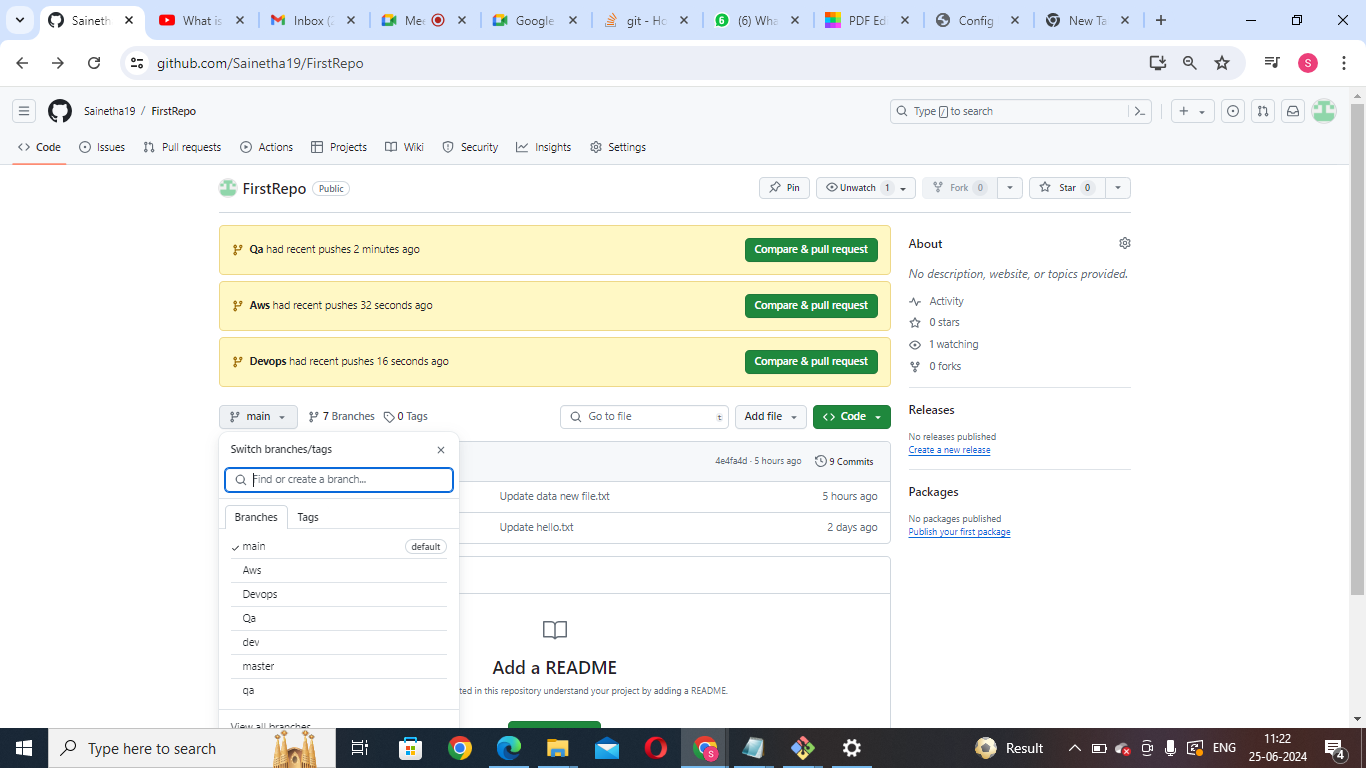 Sainetha
What is
Inbox (2
Mee
Google
git - Ho
(6) Wha
PDF Ed
Config
New Ta
github.com/Sainetha19/FirstRepo
S
Sainetha19 / FirstRepo
Type / to search
Code Issues Pull requests Actions Projects Wiki Security Insights Settings
FirstRepo Public
Pin Unwatch 1 Fork 0 Star 0
Qa had recent pushes 2 minutes ago Compare & pull request
Aws had recent pushes 32 seconds ago Compare & pull request
Devops had recent pushes 16 seconds ago Compare & pull request
main 7 Branches 0 Tags Go to file t Add file Code
Switch branches/tags
Find or create a branch...
Branches Tags
main default
Aws
Devops
Qa
dev
master
qa
View all branches
4e4fa4d · 5 hours ago 9 Commits
Update data new file.txt 5 hours ago
Update hello.txt 2 days ago
Add a README
ted in this repository understand your project by adding a README.
About
No description, website, or topics provided.
Activity
0 stars
1 watching
0 forks
Releases
No releases published
Create a new release
Packages
No packages published
Publish your first package
Type here to search
S
Result
ENG
11:22
25-06-2024
4